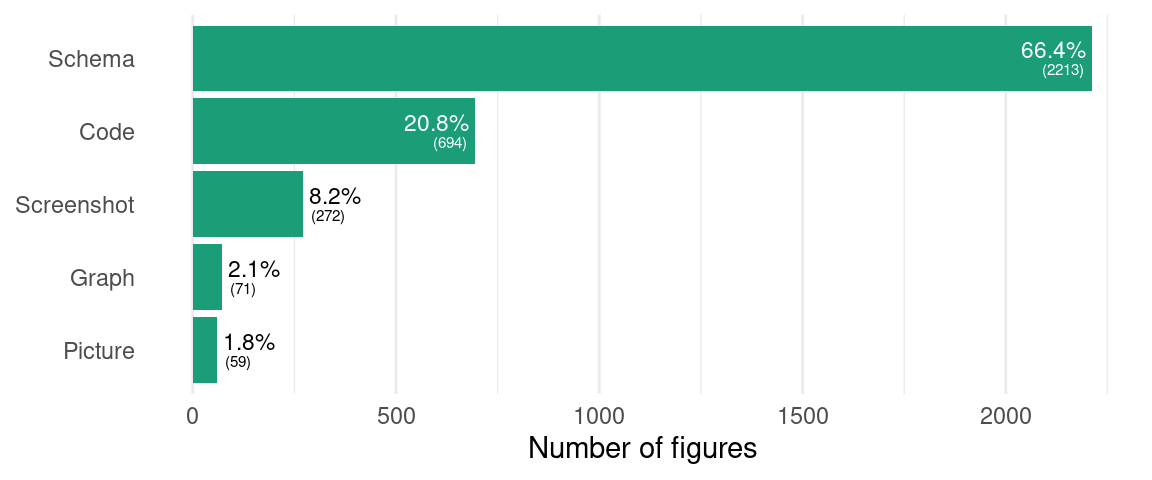 Schema
66.4%
(2213)
Code
20.8%
(694)
Screenshot
8.2%
(272)
Graph
2.1%
(71)
Picture
1.8%
(59)
0 500 1000 1500 2000
Number of figures